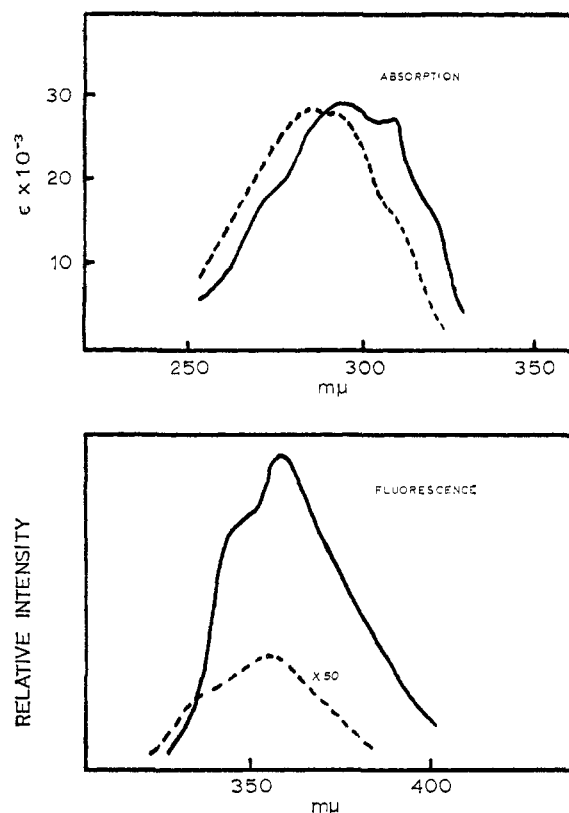 ABSORPTION
ϵ x 10⁻³
30
20
10
250 300 350
mμ
FLUORESCENCE
RELATIVE INTENSITY
X 50
350 400
mμ